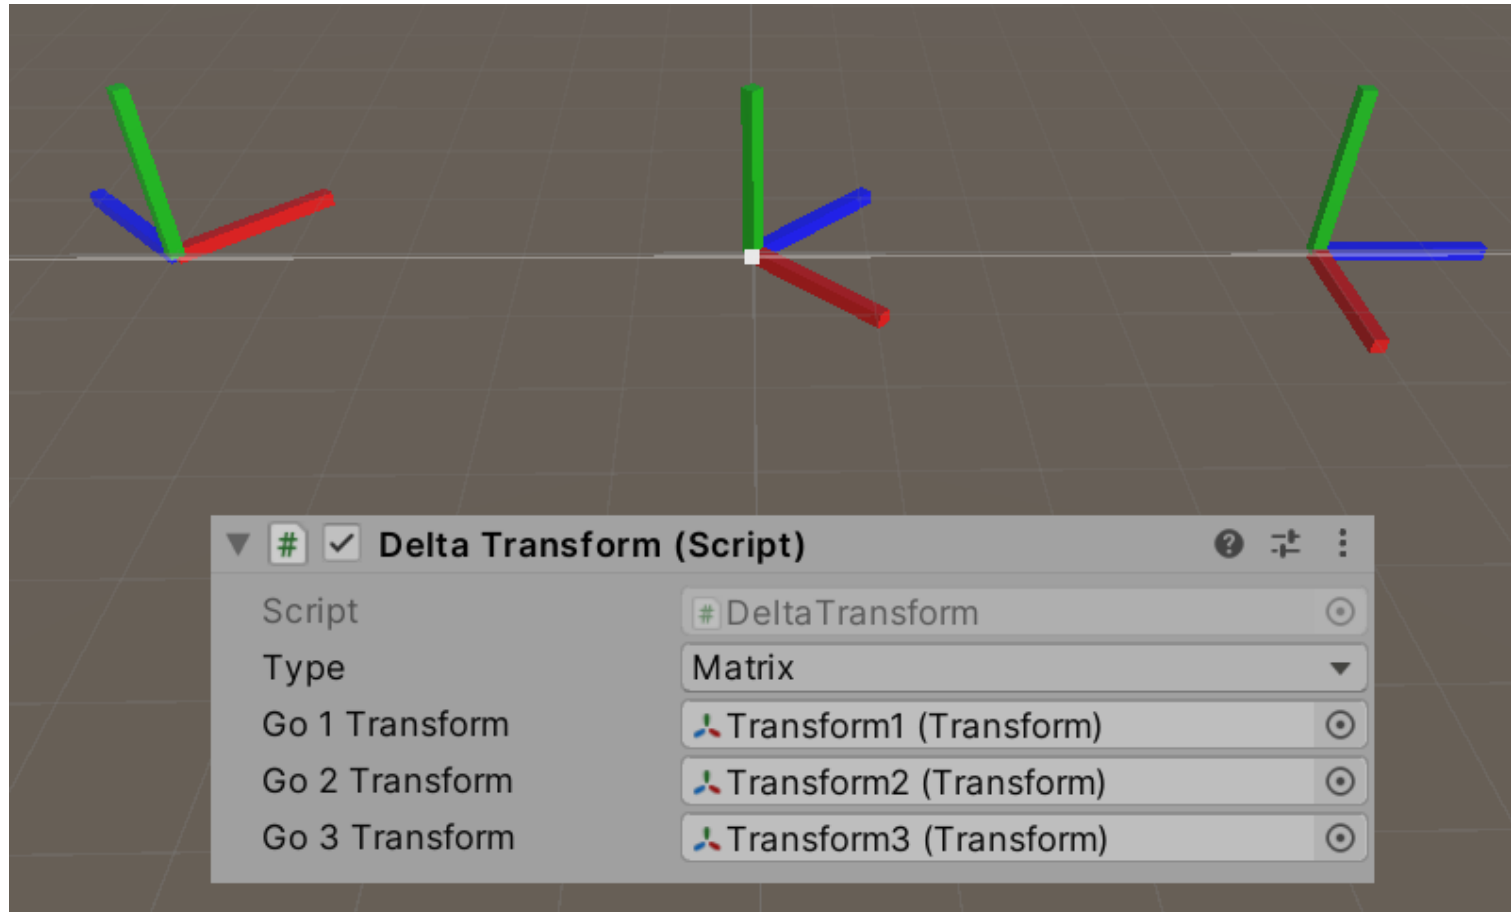 # Delta Transform (Script)
Script # DeltaTransform
Type Matrix
Go 1 Transform Transform1 (Transform)
Go 2 Transform Transform2 (Transform)
Go 3 Transform Transform3 (Transform)